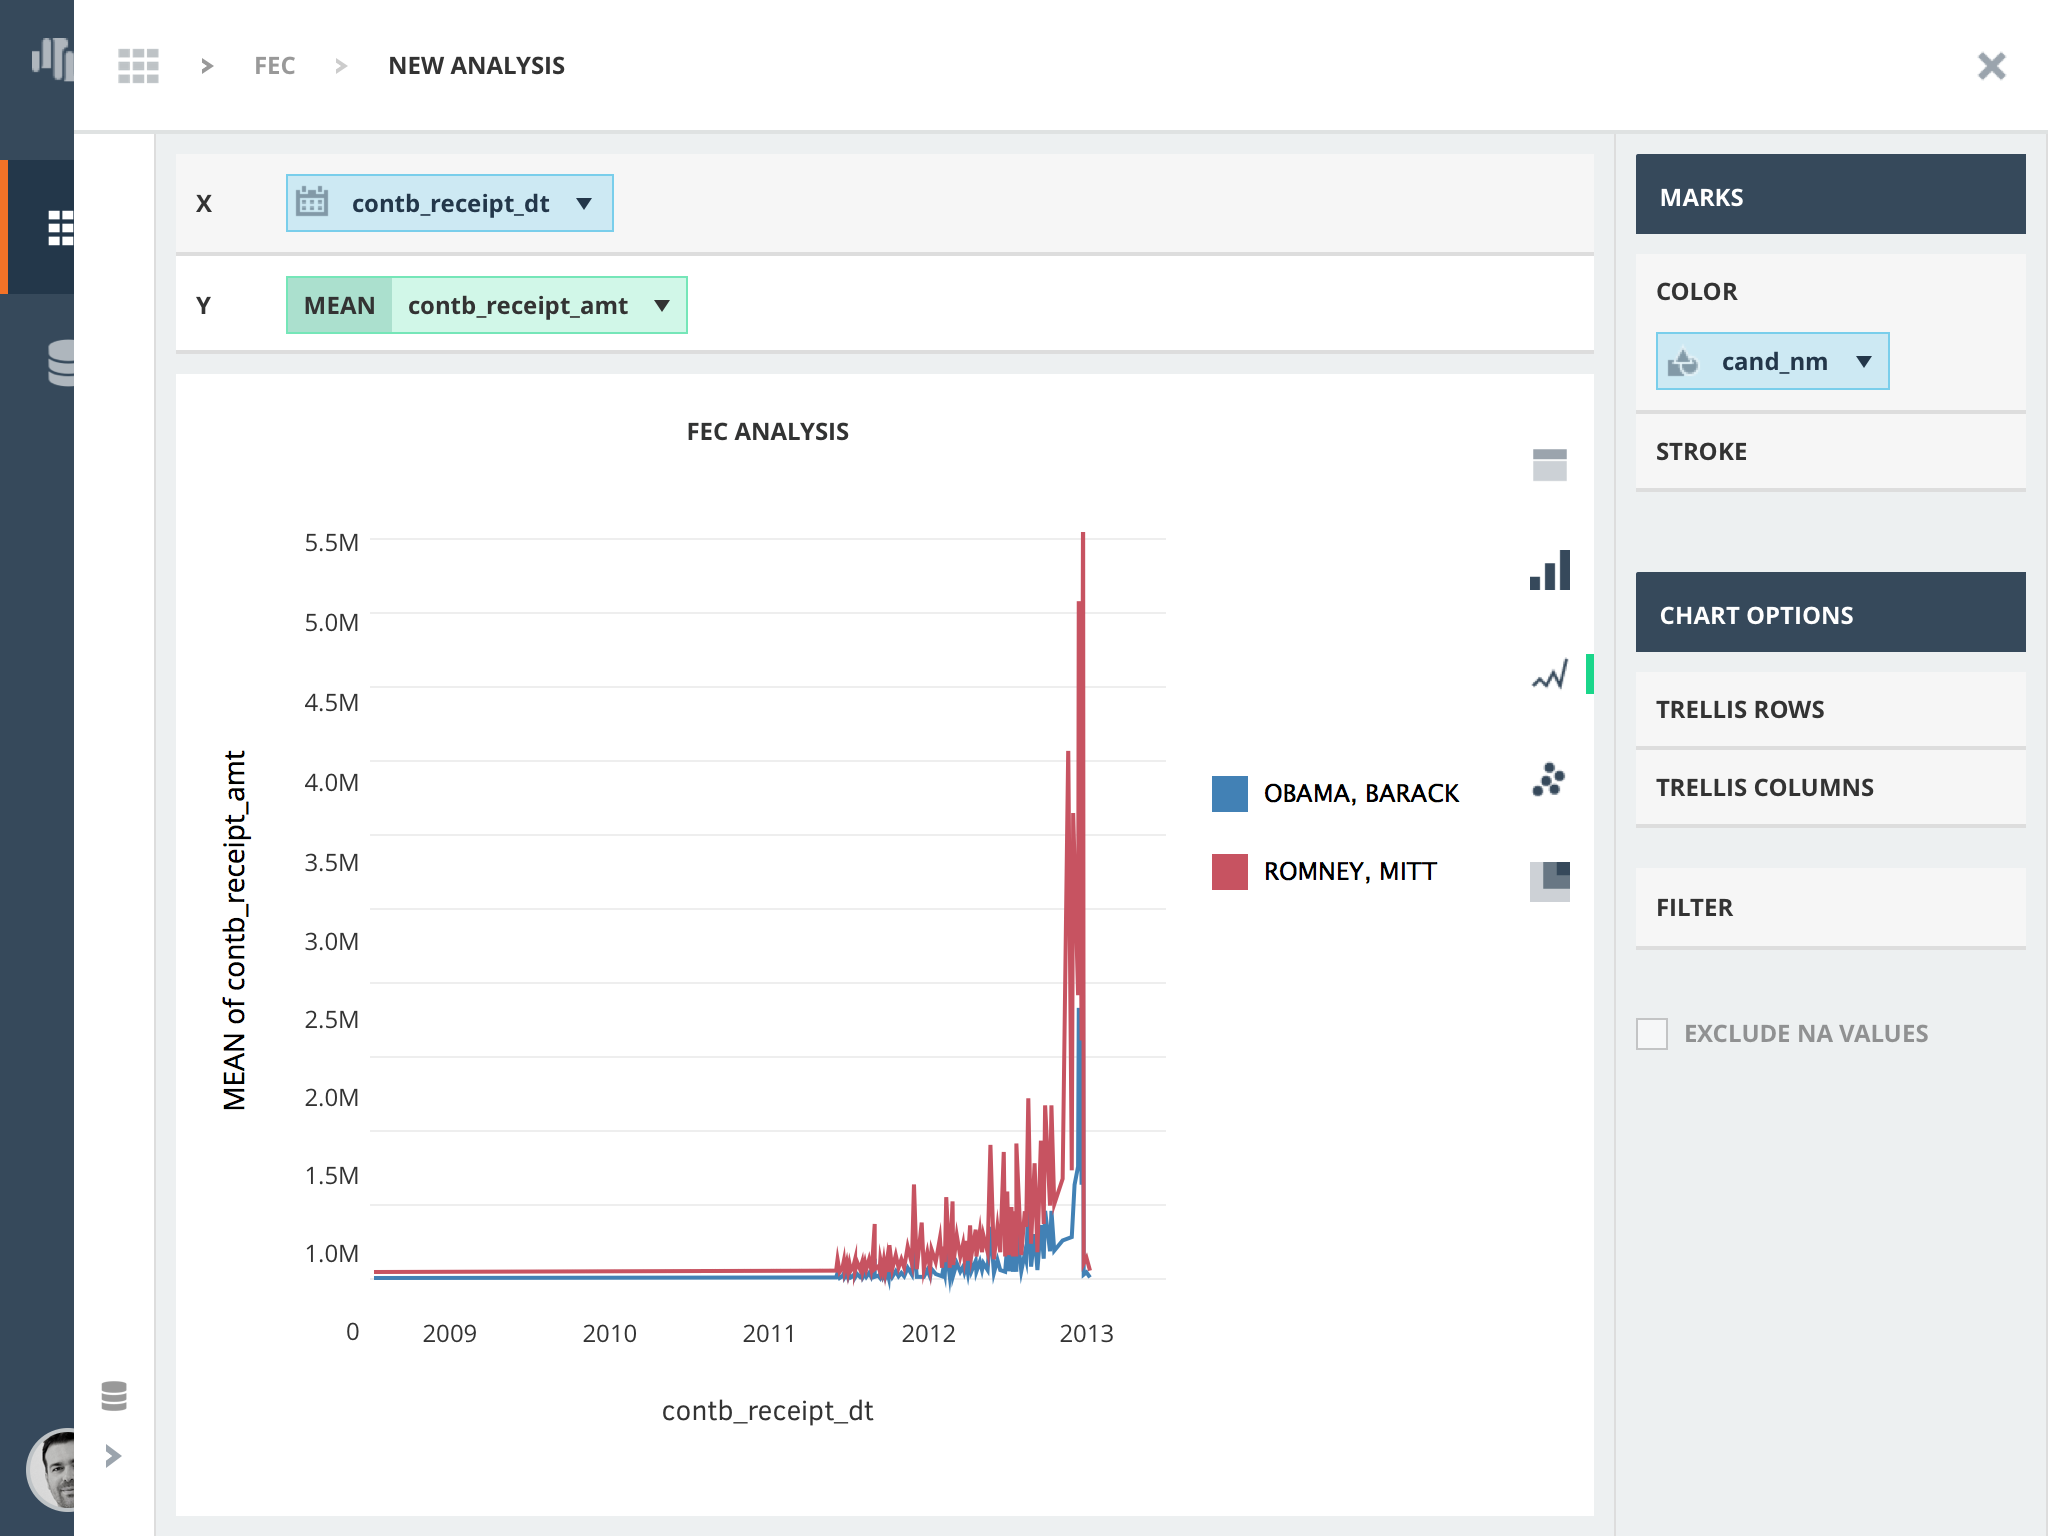 FEC
NEW ANALYSIS
X
contb_receipt_dt
Y
MEAN
contb_receipt_amt
FEC ANALYSIS
5.5M
5.0M
4.5M
4.0M
3.5M
3.0M
2.5M
2.0M
1.5M
1.0M
0
MEAN of contb_receipt_amt
2009
2010
2011
2012
2013
contb_receipt_dt
OBAMA, BARACK
ROMNEY, MITT
MARKS
COLOR
cand_nm
STROKE
CHART OPTIONS
TRELLIS ROWS
TRELLIS COLUMNS
FILTER
EXCLUDE NA VALUES